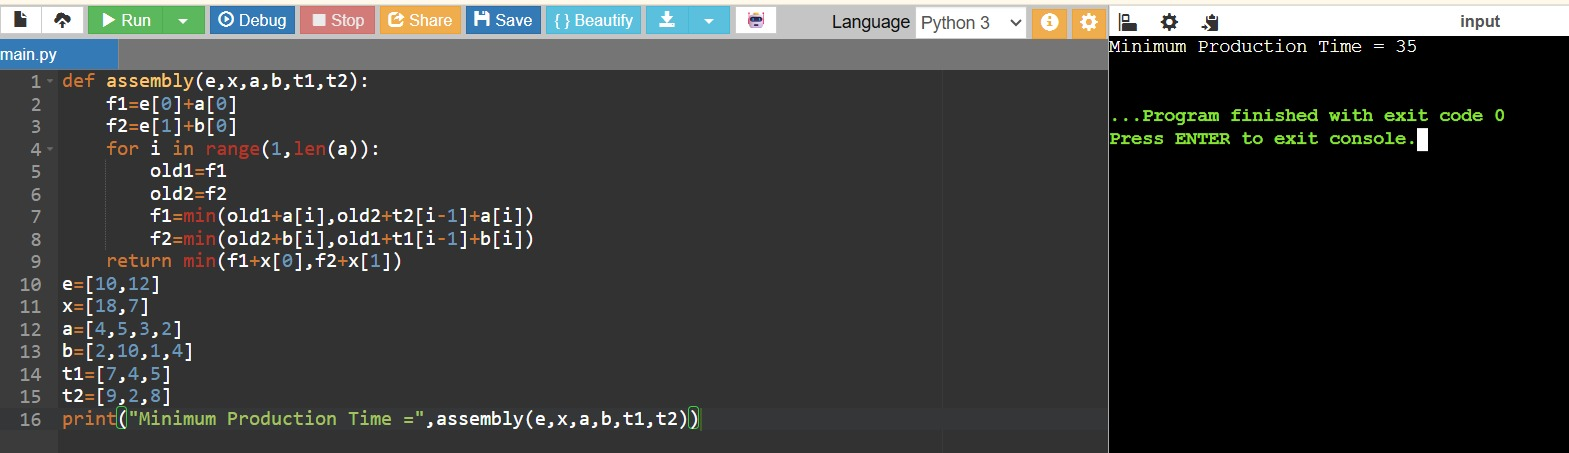 Run Debug Stop Share Save { } Beautify Language Python 3 input
main.py
1 def assembly(e,x,a,b,t1,t2):
2     f1=e[0]+a[0]
3     f2=e[1]+b[0]
4     for i in range(1,len(a)):
5         old1=f1
6         old2=f2
7         f1=min(old1+a[i],old2+t2[i-1]+a[i])
8         f2=min(old2+b[i],old1+t1[i-1]+b[i])
9     return min(f1+x[0],f2+x[1])
10 e=[10,12]
11 x=[18,7]
12 a=[4,5,3,2]
13 b=[2,10,1,4]
14 t1=[7,4,5]
15 t2=[9,2,8]
16 print("Minimum Production Time =",assembly(e,x,a,b,t1,t2))
Minimum Production Time = 35
...Program finished with exit code 0
Press ENTER to exit console.